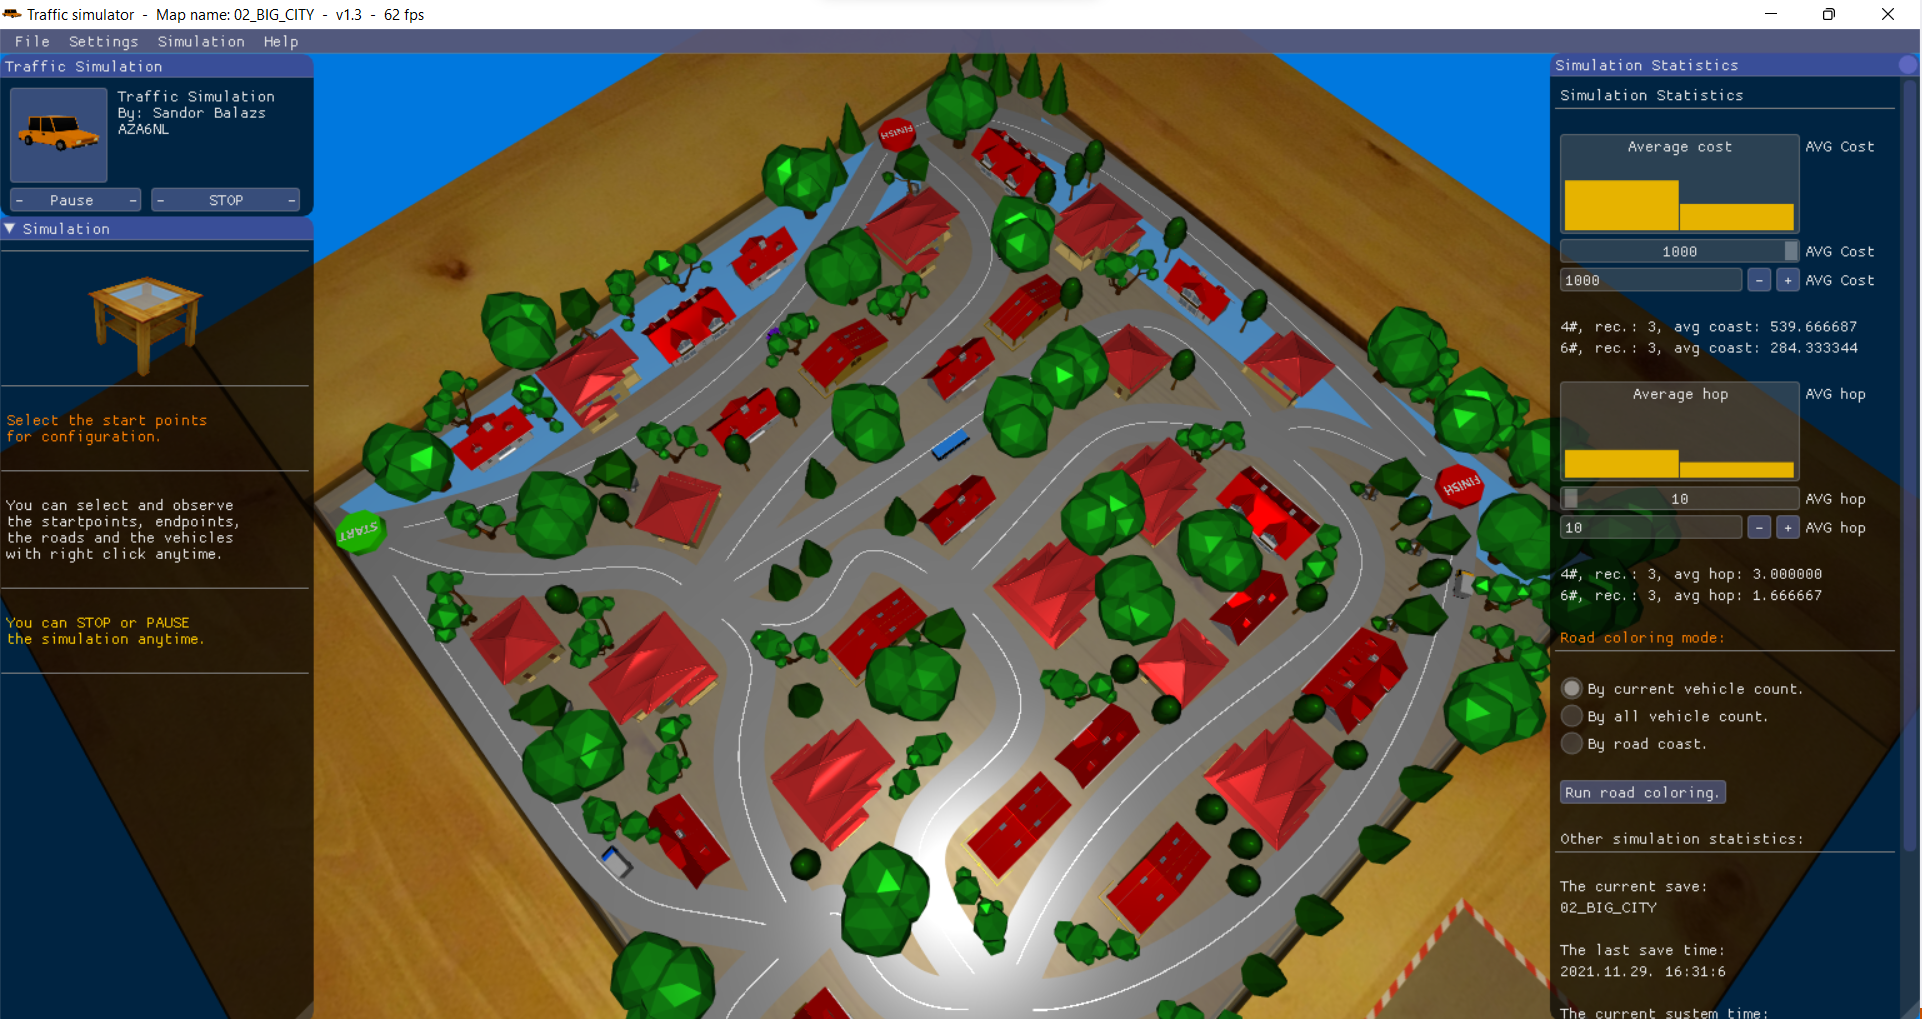 Traffic simulator - Map name: 02_BIG_CITY - v1.3 - 62 fps
File Settings Simulation Help
Traffic Simulation
Traffic Simulation
By: Sandor Balazs
AZA6NL
- Pause -
- STOP -
Simulation
Select the start points
for configuration.
You can select and observe
the startpoints, endpoints,
the roads and the vehicles
with right click anytime.
You can STOP or PAUSE
the simulation anytime.
FINISH
START
FINISH
Simulation Statistics
Simulation Statistics
Average cost AVG Cost
1000 AVG Cost
1000 - + AVG Cost
4#, rec.: 3, avg coast: 539.666687
6#, rec.: 3, avg coast: 284.333344
Average hop AVG hop
10 AVG hop
10 - + AVG hop
4#, rec.: 3, avg hop: 3.000000
6#, rec.: 3, avg hop: 1.666667
Road coloring mode:
By current vehicle count.
By all vehicle count.
By road coast.
Run road coloring.
Other simulation statistics:
The current save:
02_BIG_CITY
The last save time:
2021.11.29. 16:31:6
The current system time: